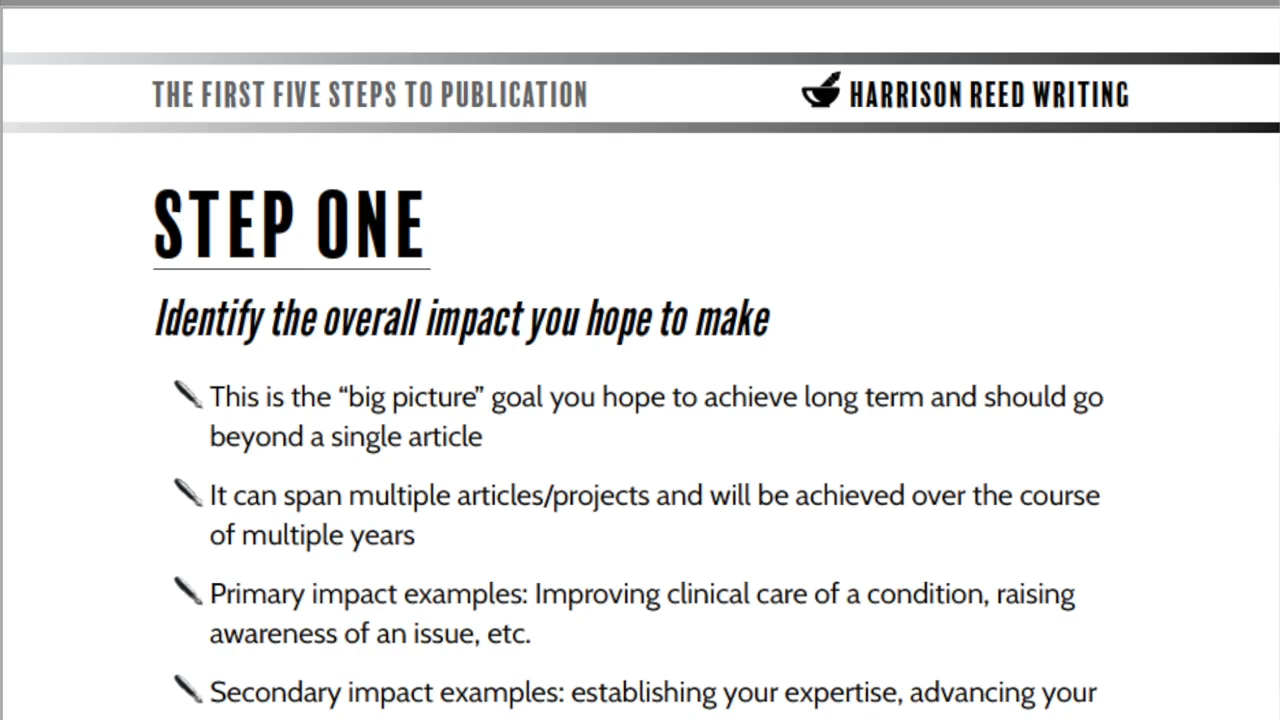 THE FIRST FIVE STEPS TO PUBLICATION
HARRISON REED WRITING
STEP ONE
Identify the overall impact you hope to make
This is the “big picture” goal you hope to achieve long term and should go
beyond a single article
It can span multiple articles/projects and will be achieved over the course
of multiple years
Primary impact examples: Improving clinical care of a condition, raising
awareness of an issue, etc.
Secondary impact examples: establishing your expertise, advancing your